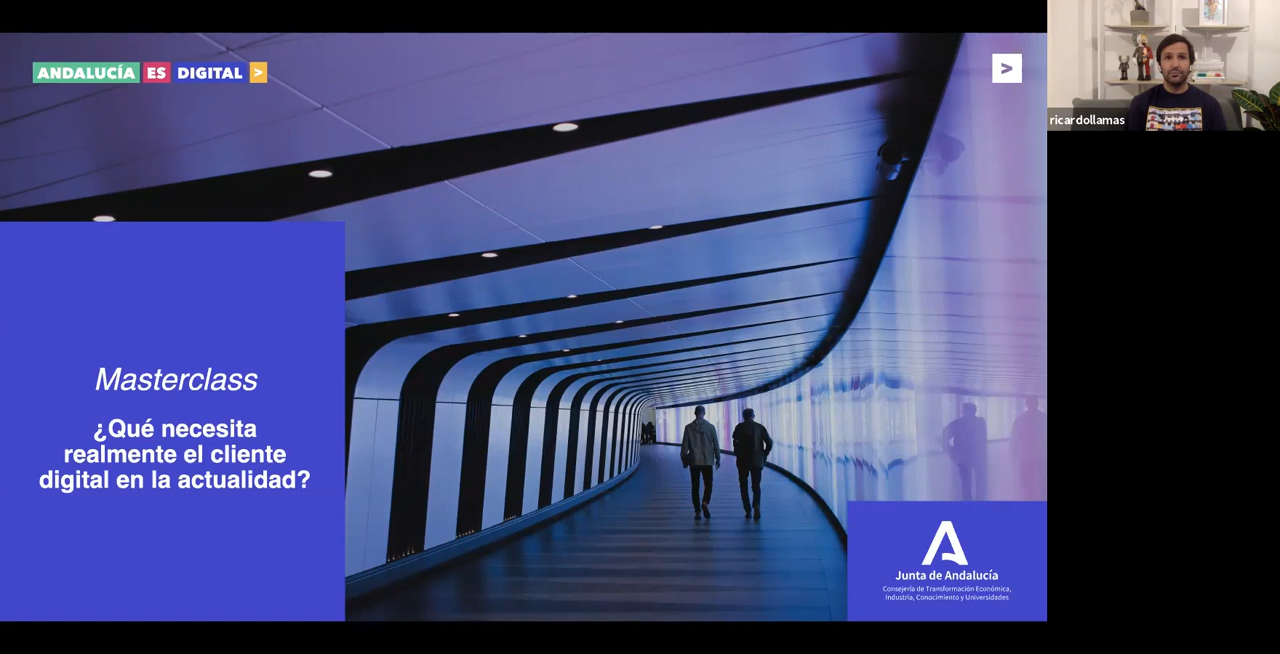 ANDALUCÍA ES DIGITAL >
>
ricardollamas
Masterclass
¿Qué necesita
realmente el cliente
digital en la actualidad?
Junta de Andalucía
Consejería de Transformación Económica,
Industria, Conocimiento y Universidades